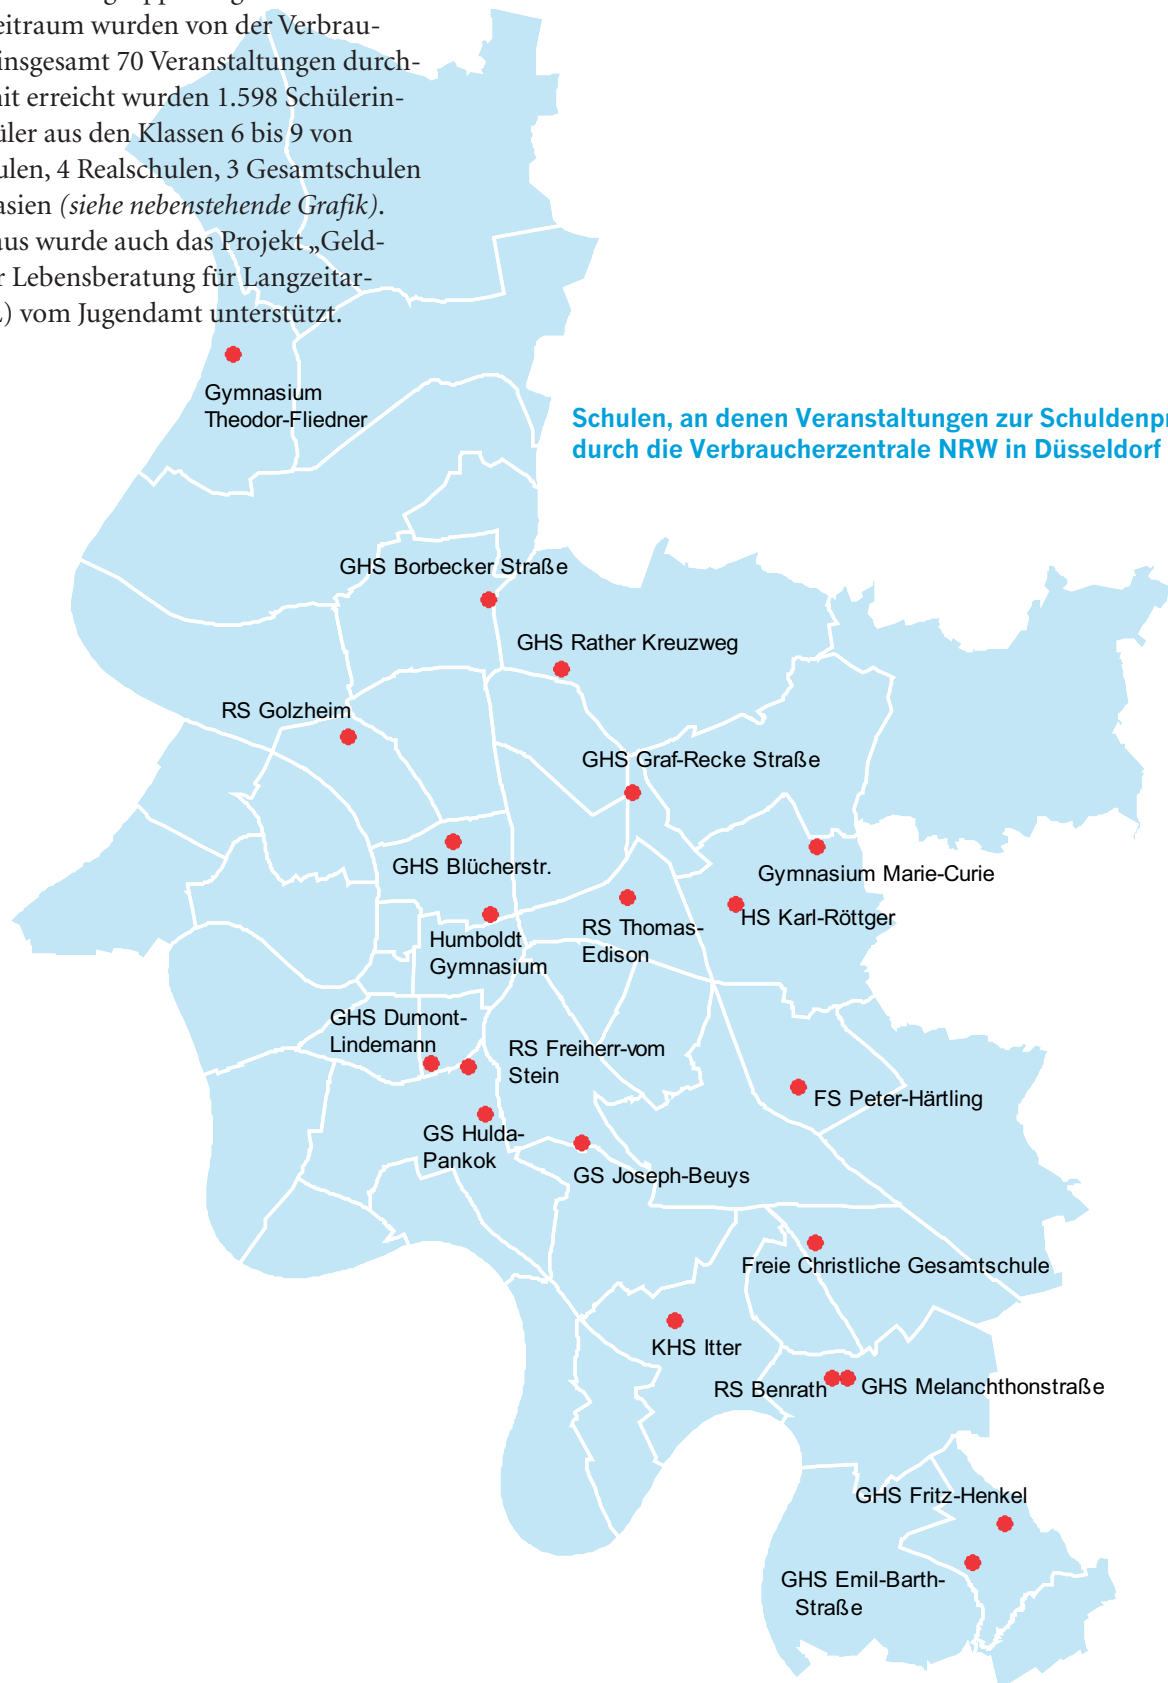 eitraum wurden von der Verbrau-
insgesamt 70 Veranstaltungen durch-
it erreicht wurden 1.598 Schülerin-
üler aus den Klassen 6 bis 9 von
ulen, 4 Realschulen, 3 Gesamtschulen
asien (siehe nebenstehende Grafik).
aus wurde auch das Projekt „Geld-
r Lebensberatung für Langzeitar-
) vom Jugendamt unterstützt.
Gymnasium
Theodor-Fliedner
Schulen, an denen Veranstaltungen zur Schuldenpr
durch die Verbraucherzentrale NRW in Düsseldorf
GHS Borbecker Straße
GHS Rather Kreuzweg
RS Golzheim
GHS Graf-Recke Straße
GHS Blücherstr.
Gymnasium Marie-Curie
HS Karl-Röttger
RS Thomas-
Edison
Humboldt
Gymnasium
GHS Dumont-
Lindemann
RS Freiherr-vom
Stein
FS Peter-Härtling
GS Hulda-
Pankok
GS Joseph-Beuys
Freie Christliche Gesamtschule
KHS Itter
RS Benrath
GHS Melanchthonstraße
GHS Fritz-Henkel
GHS Emil-Barth-
Straße